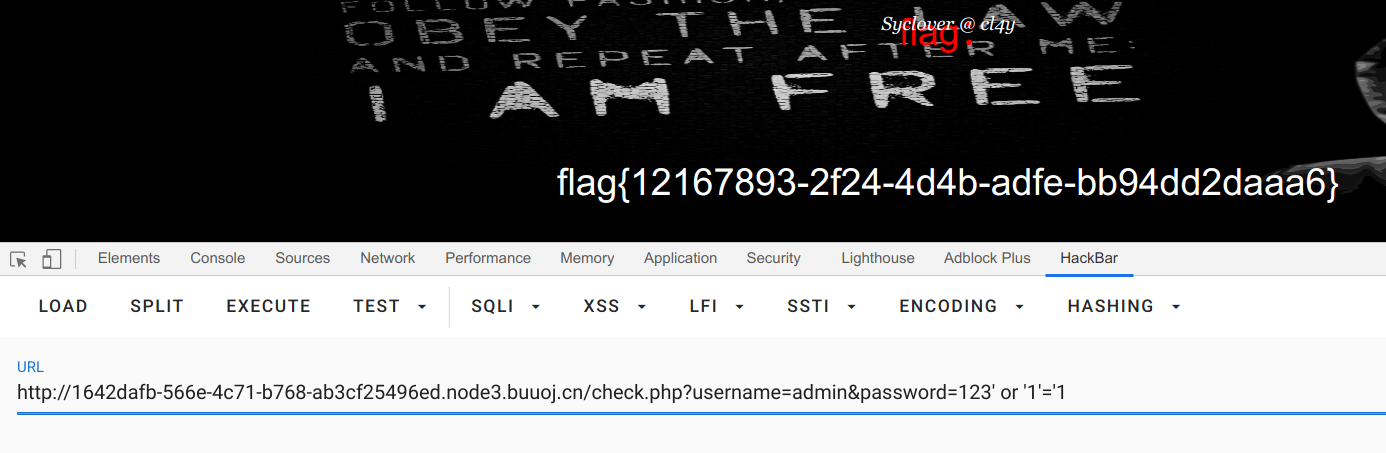 FOLLOW FASHION.
OBEY THE LAW
Syclover @ cl4y
flag.
AND REPEAT AFTER ME:
I AM FREE
flag{12167893-2f24-4d4b-adfe-bb94dd2daaa6}
Elements Console Sources Network Performance Memory Application Security Lighthouse Adblock Plus HackBar
LOAD SPLIT EXECUTE TEST SQLI XSS LFI SSTI ENCODING HASHING
URL
http://1642dafb-566e-4c71-b768-ab3cf25496ed.node3.buuoj.cn/check.php?username=admin&password=123' or '1'='1